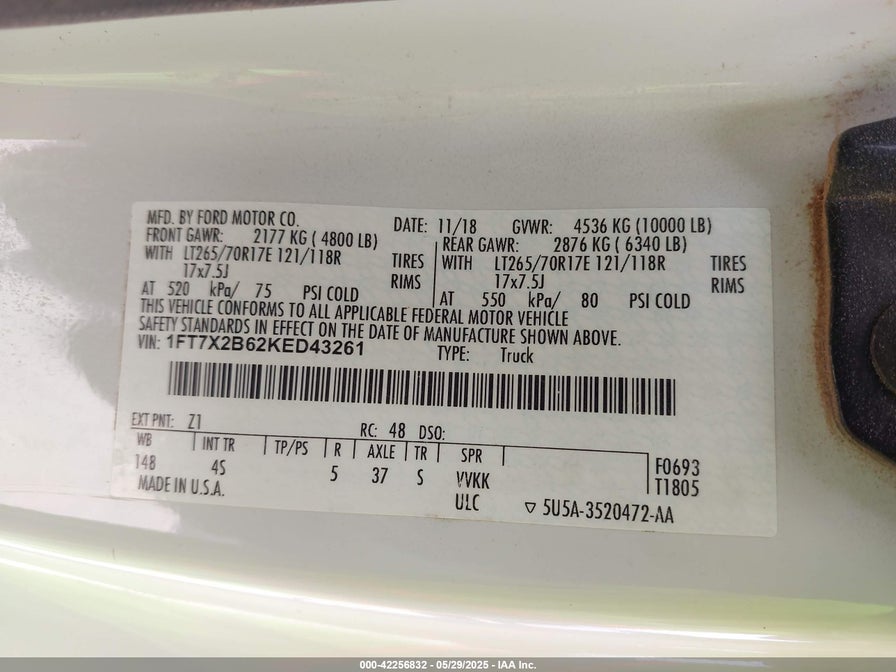 MFD. BY FORD MOTOR CO. DATE: 11/18 GVWR: 4536 KG (10000 LB)
FRONT GAWR: 2177 KG ( 4800 LB) REAR GAWR: 2876 KG ( 6340 LB)
WITH LT265/70R17E 121/118R TIRES WITH LT265/70R17E 121/118R TIRES
17x7.5J RIMS 17x7.5J RIMS
AT 520 kPa/ 75 PSI COLD AT 550 kPa/ 80 PSI COLD
THIS VEHICLE CONFORMS TO ALL APPLICABLE FEDERAL MOTOR VEHICLE
SAFETY STANDARDS IN EFFECT ON THE DATE OF MANUFACTURE SHOWN ABOVE.
VIN: 1FT7X2B62KED43261 TYPE: Truck
EXT PNT: Z1 RC: 48 DSO:
WB INT TR TP/PS R AXLE TR SPR F0693
148 4S 5 37 S VVKK T1805
MADE IN U.S.A. ULC ▽ 5U5A-3520472-AA
000-42256832 - 05/29/2025 - IAA Inc.